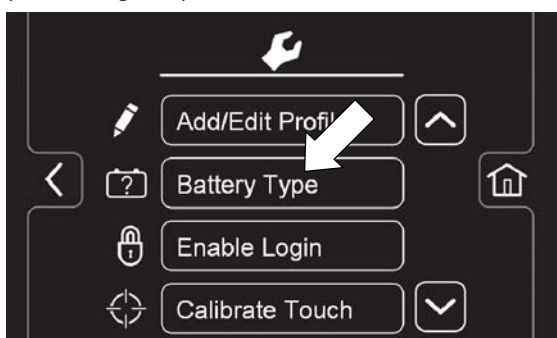 Add/Edit Profil
Battery Type
Enable Login
Calibrate Touch